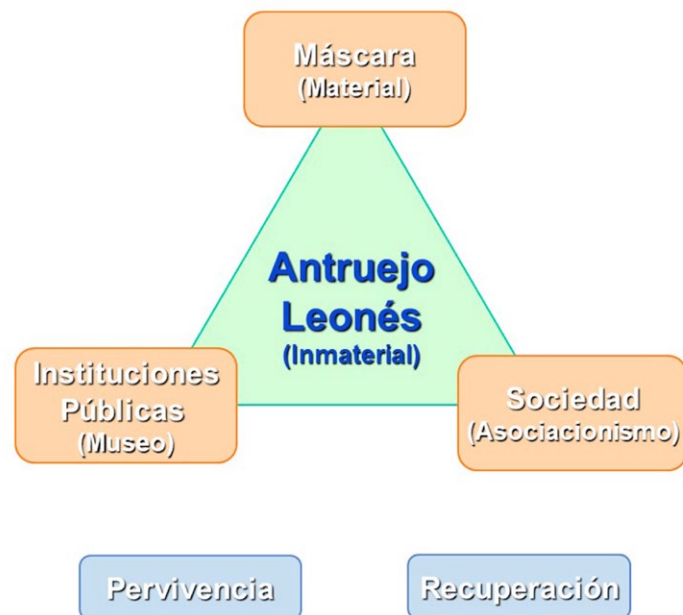 Máscara
(Material)
Antruejo
Leonés
(Inmaterial)
Instituciones
Públicas
(Museo)
Sociedad
(Asociacionismo)
Pervivencia
Recuperación